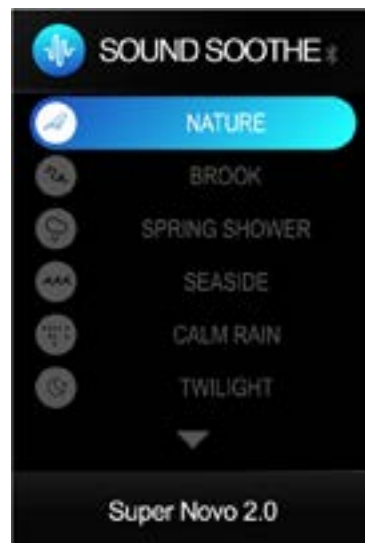 SOUND SOOTHE
NATURE
BROOK
SPRING SHOWER
SEASIDE
CALM RAIN
TWILIGHT
Super Novo 2.0